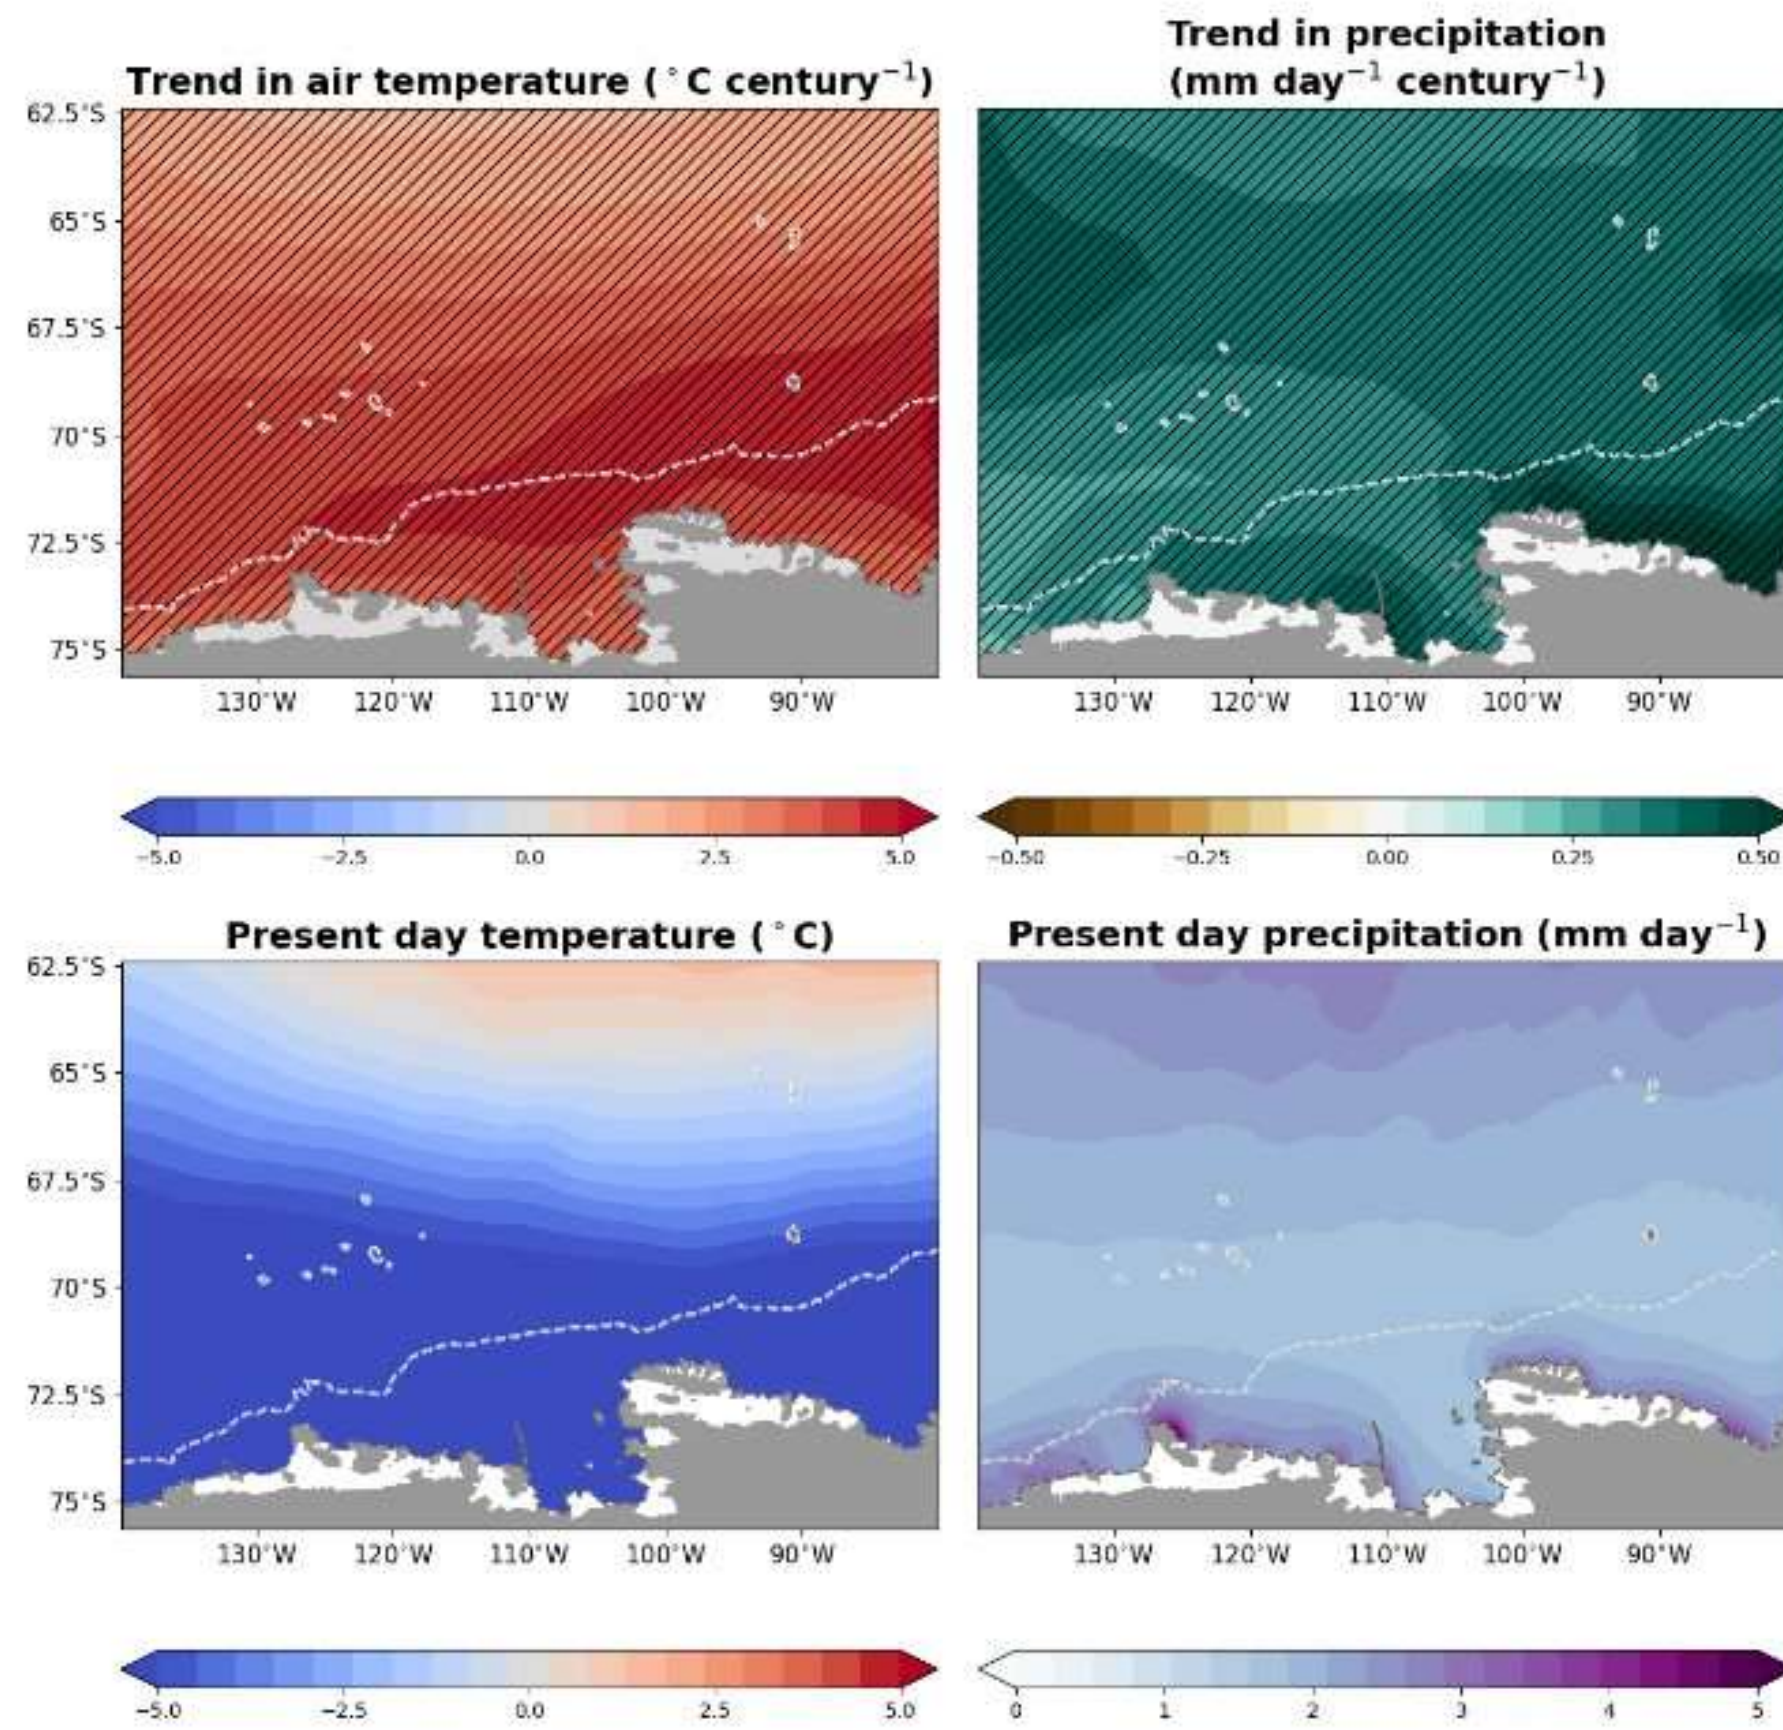 Trend in air temperature (°C century⁻¹)
Trend in precipitation
(mm day⁻¹ century⁻¹)
62.5°S
65°S
67.5°S
70°S
72.5°S
75°S
130°W 120°W 110°W 100°W 90°W
130°W 120°W 110°W 100°W 90°W
−5.0 −2.5 0.0 2.5 5.0
−0.50 −0.25 0.00 0.25 0.50
Present day temperature (°C)
Present day precipitation (mm day⁻¹)
62.5°S
65°S
67.5°S
70°S
72.5°S
75°S
130°W 120°W 110°W 100°W 90°W
130°W 120°W 110°W 100°W 90°W
−5.0 −2.5 0.0 2.5 5.0
0 1 2 3 4 5